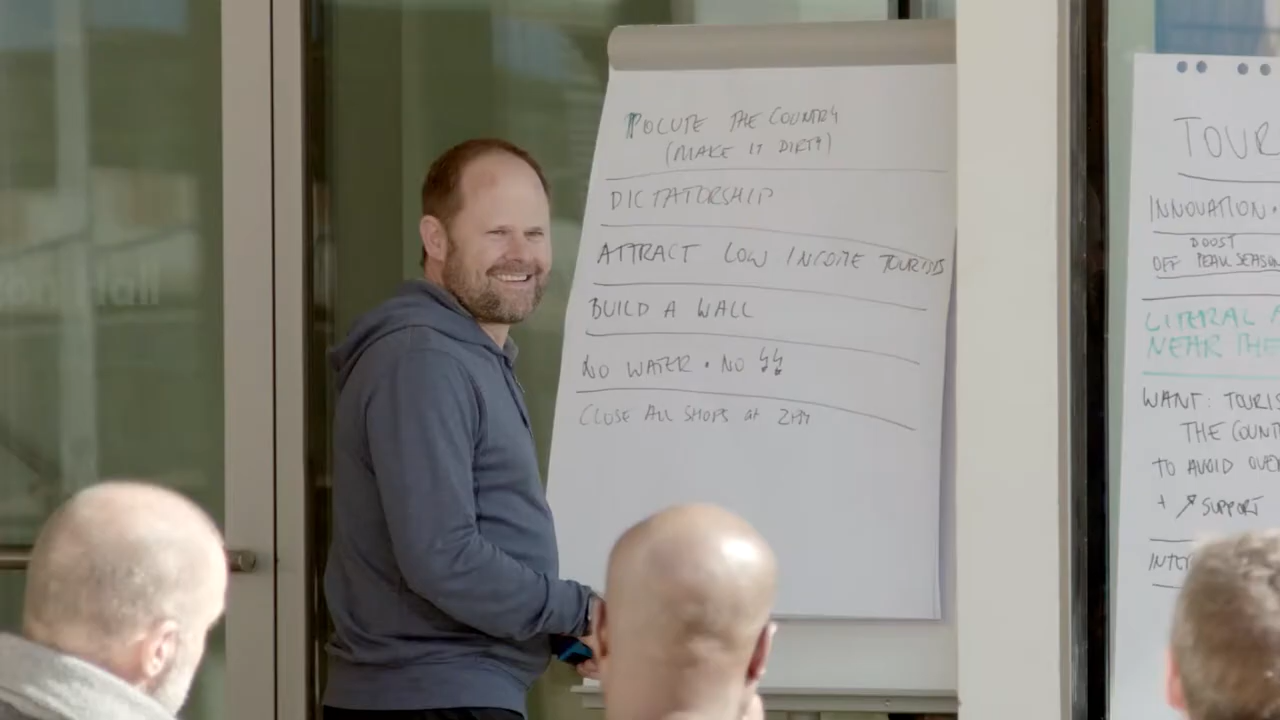 POLUTE THE COUNTRY
(MAKE IT DIRTY)
DICTATORSHIP
ATTRACT LOW INCOME TOURISTS
BUILD A WALL
NO WATER • NO ϟϟ
CLOSE ALL SHOPS at 2PM
TOUR
INNOVATION •
BOOST
OFF PEAK SEASON
LITERAL A
NEAR THE
WANT: TOURIS
THE COUNT
TO AVOID OVE
+ ↗ SUPPORT
INTE